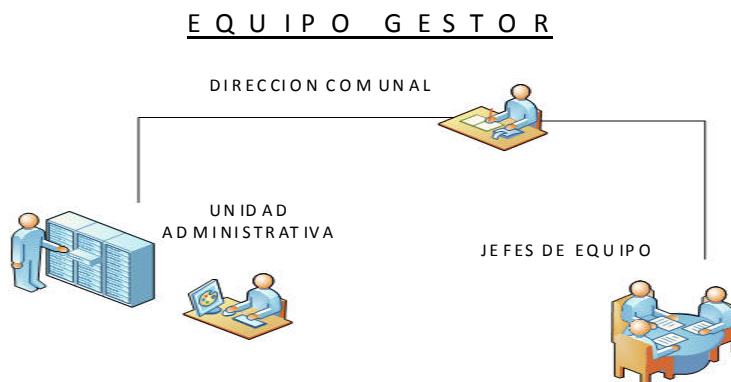 EQUIPO GESTOR
DIRECCION COMUNAL
UNIDAD
ADMINISTRATIVA
JEFES DE EQUIPO